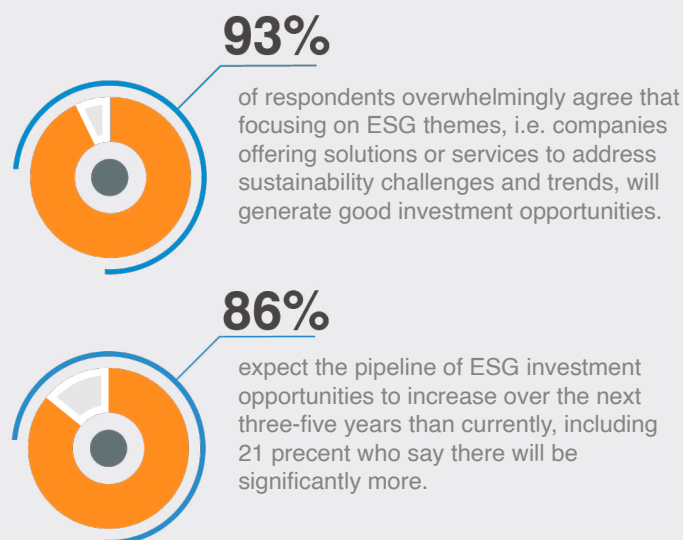 93%
of respondents overwhelmingly agree that
focusing on ESG themes, i.e. companies
offering solutions or services to address
sustainability challenges and trends, will
generate good investment opportunities.
86%
expect the pipeline of ESG investment
opportunities to increase over the next
three-five years than currently, including
21 precent who say there will be
significantly more.